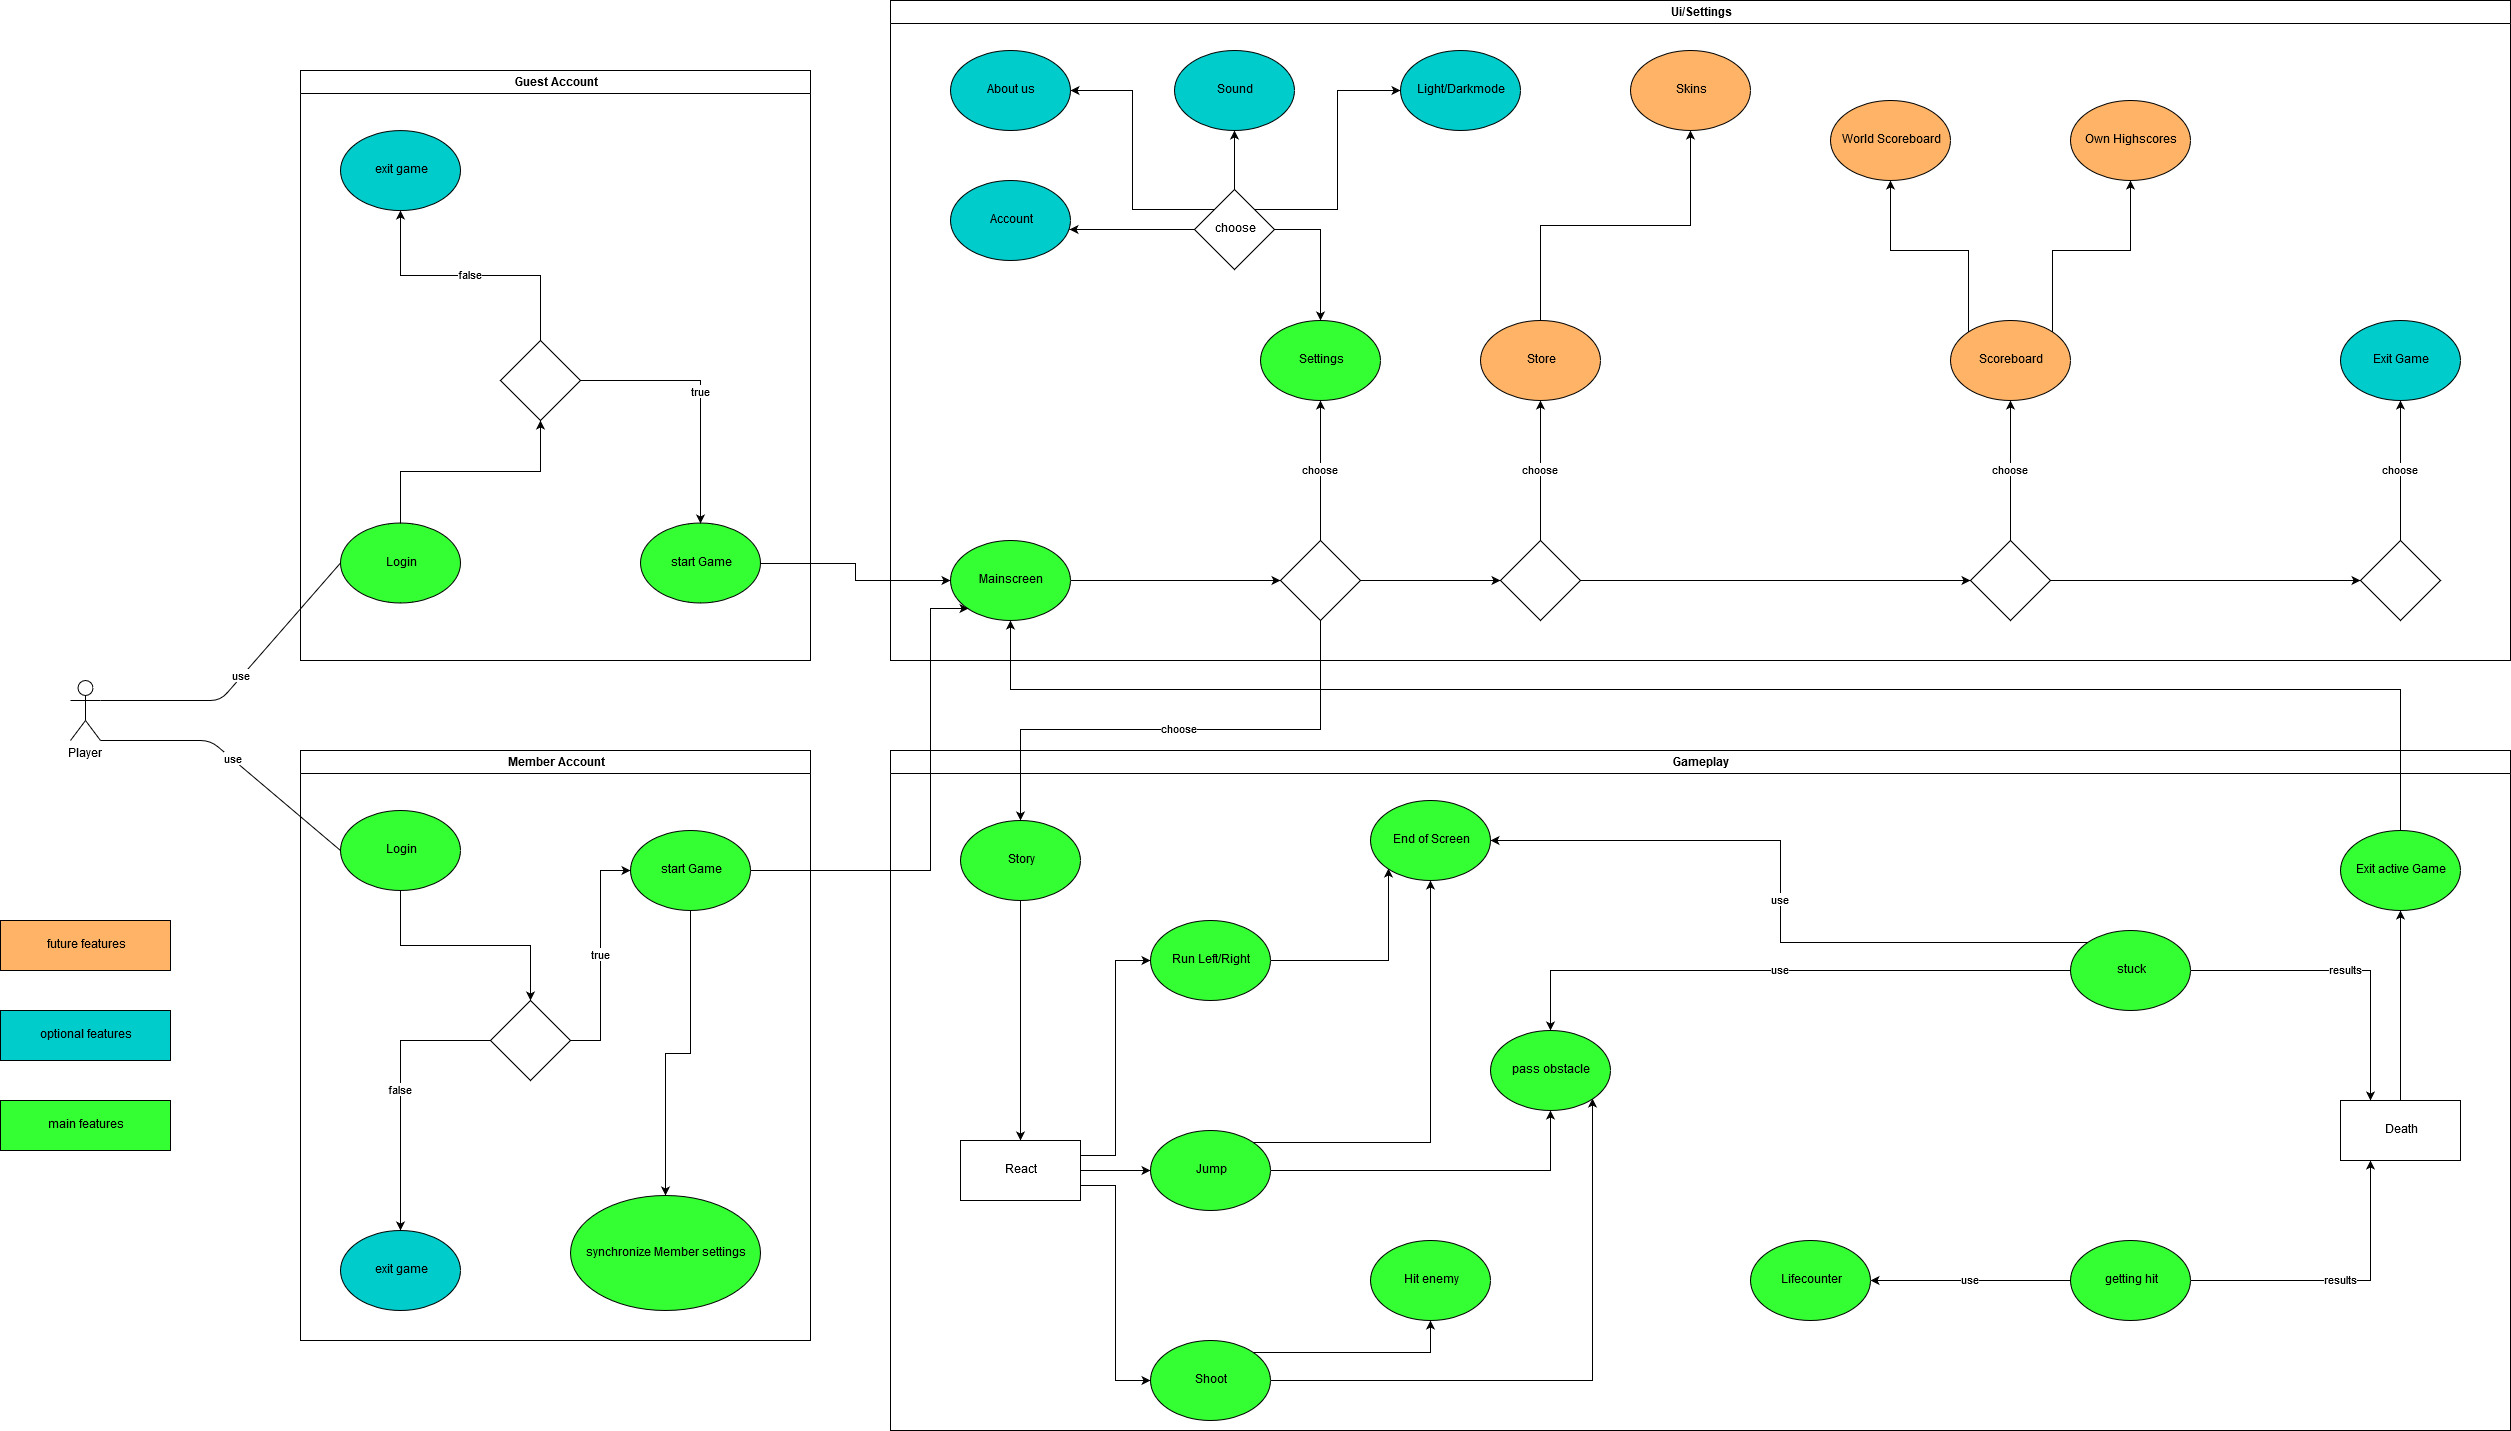 Ui/Settings
About us
Sound
Light/Darkmode
Skins
World Scoreboard
Own Highscores
Account
choose
Settings
Store
Scoreboard
Exit Game
choose
choose
choose
choose
Mainscreen
Guest Account
exit game
false
true
Login
start Game
use
Player
use
choose
Member Account
Login
start Game
true
false
exit game
synchronize Member settings
future features
optional features
main features
Gameplay
Story
End of Screen
Exit active Game
use
Run Left/Right
stuck
use
results
pass obstacle
React
Jump
Death
Hit enemy
Lifecounter
use
getting hit
results
Shoot